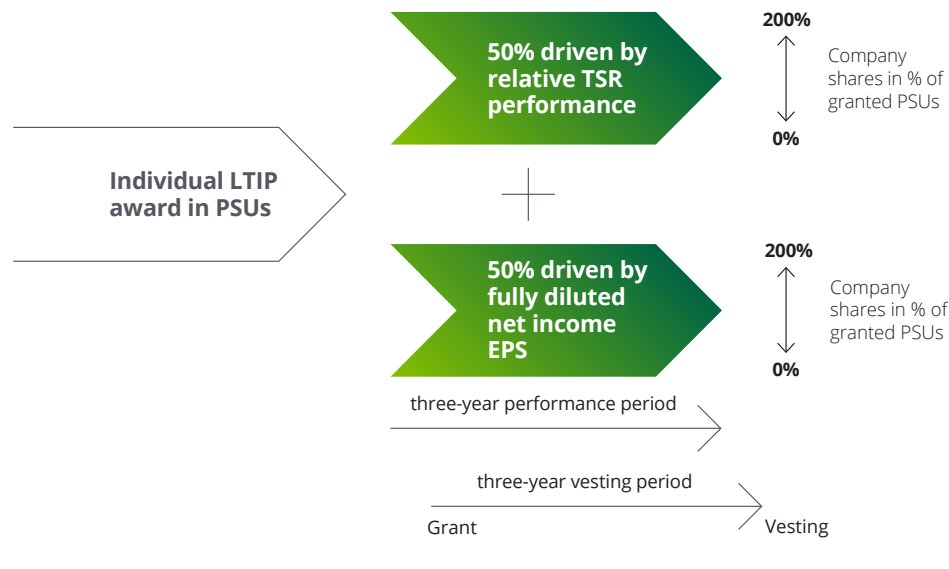 Individual LTIP
award in PSUs
50% driven by
relative TSR
performance
200%
Company
shares in % of
granted PSUs
0%
50% driven by
fully diluted
net income
EPS
200%
Company
shares in % of
granted PSUs
0%
three-year performance period
three-year vesting period
Grant
Vesting